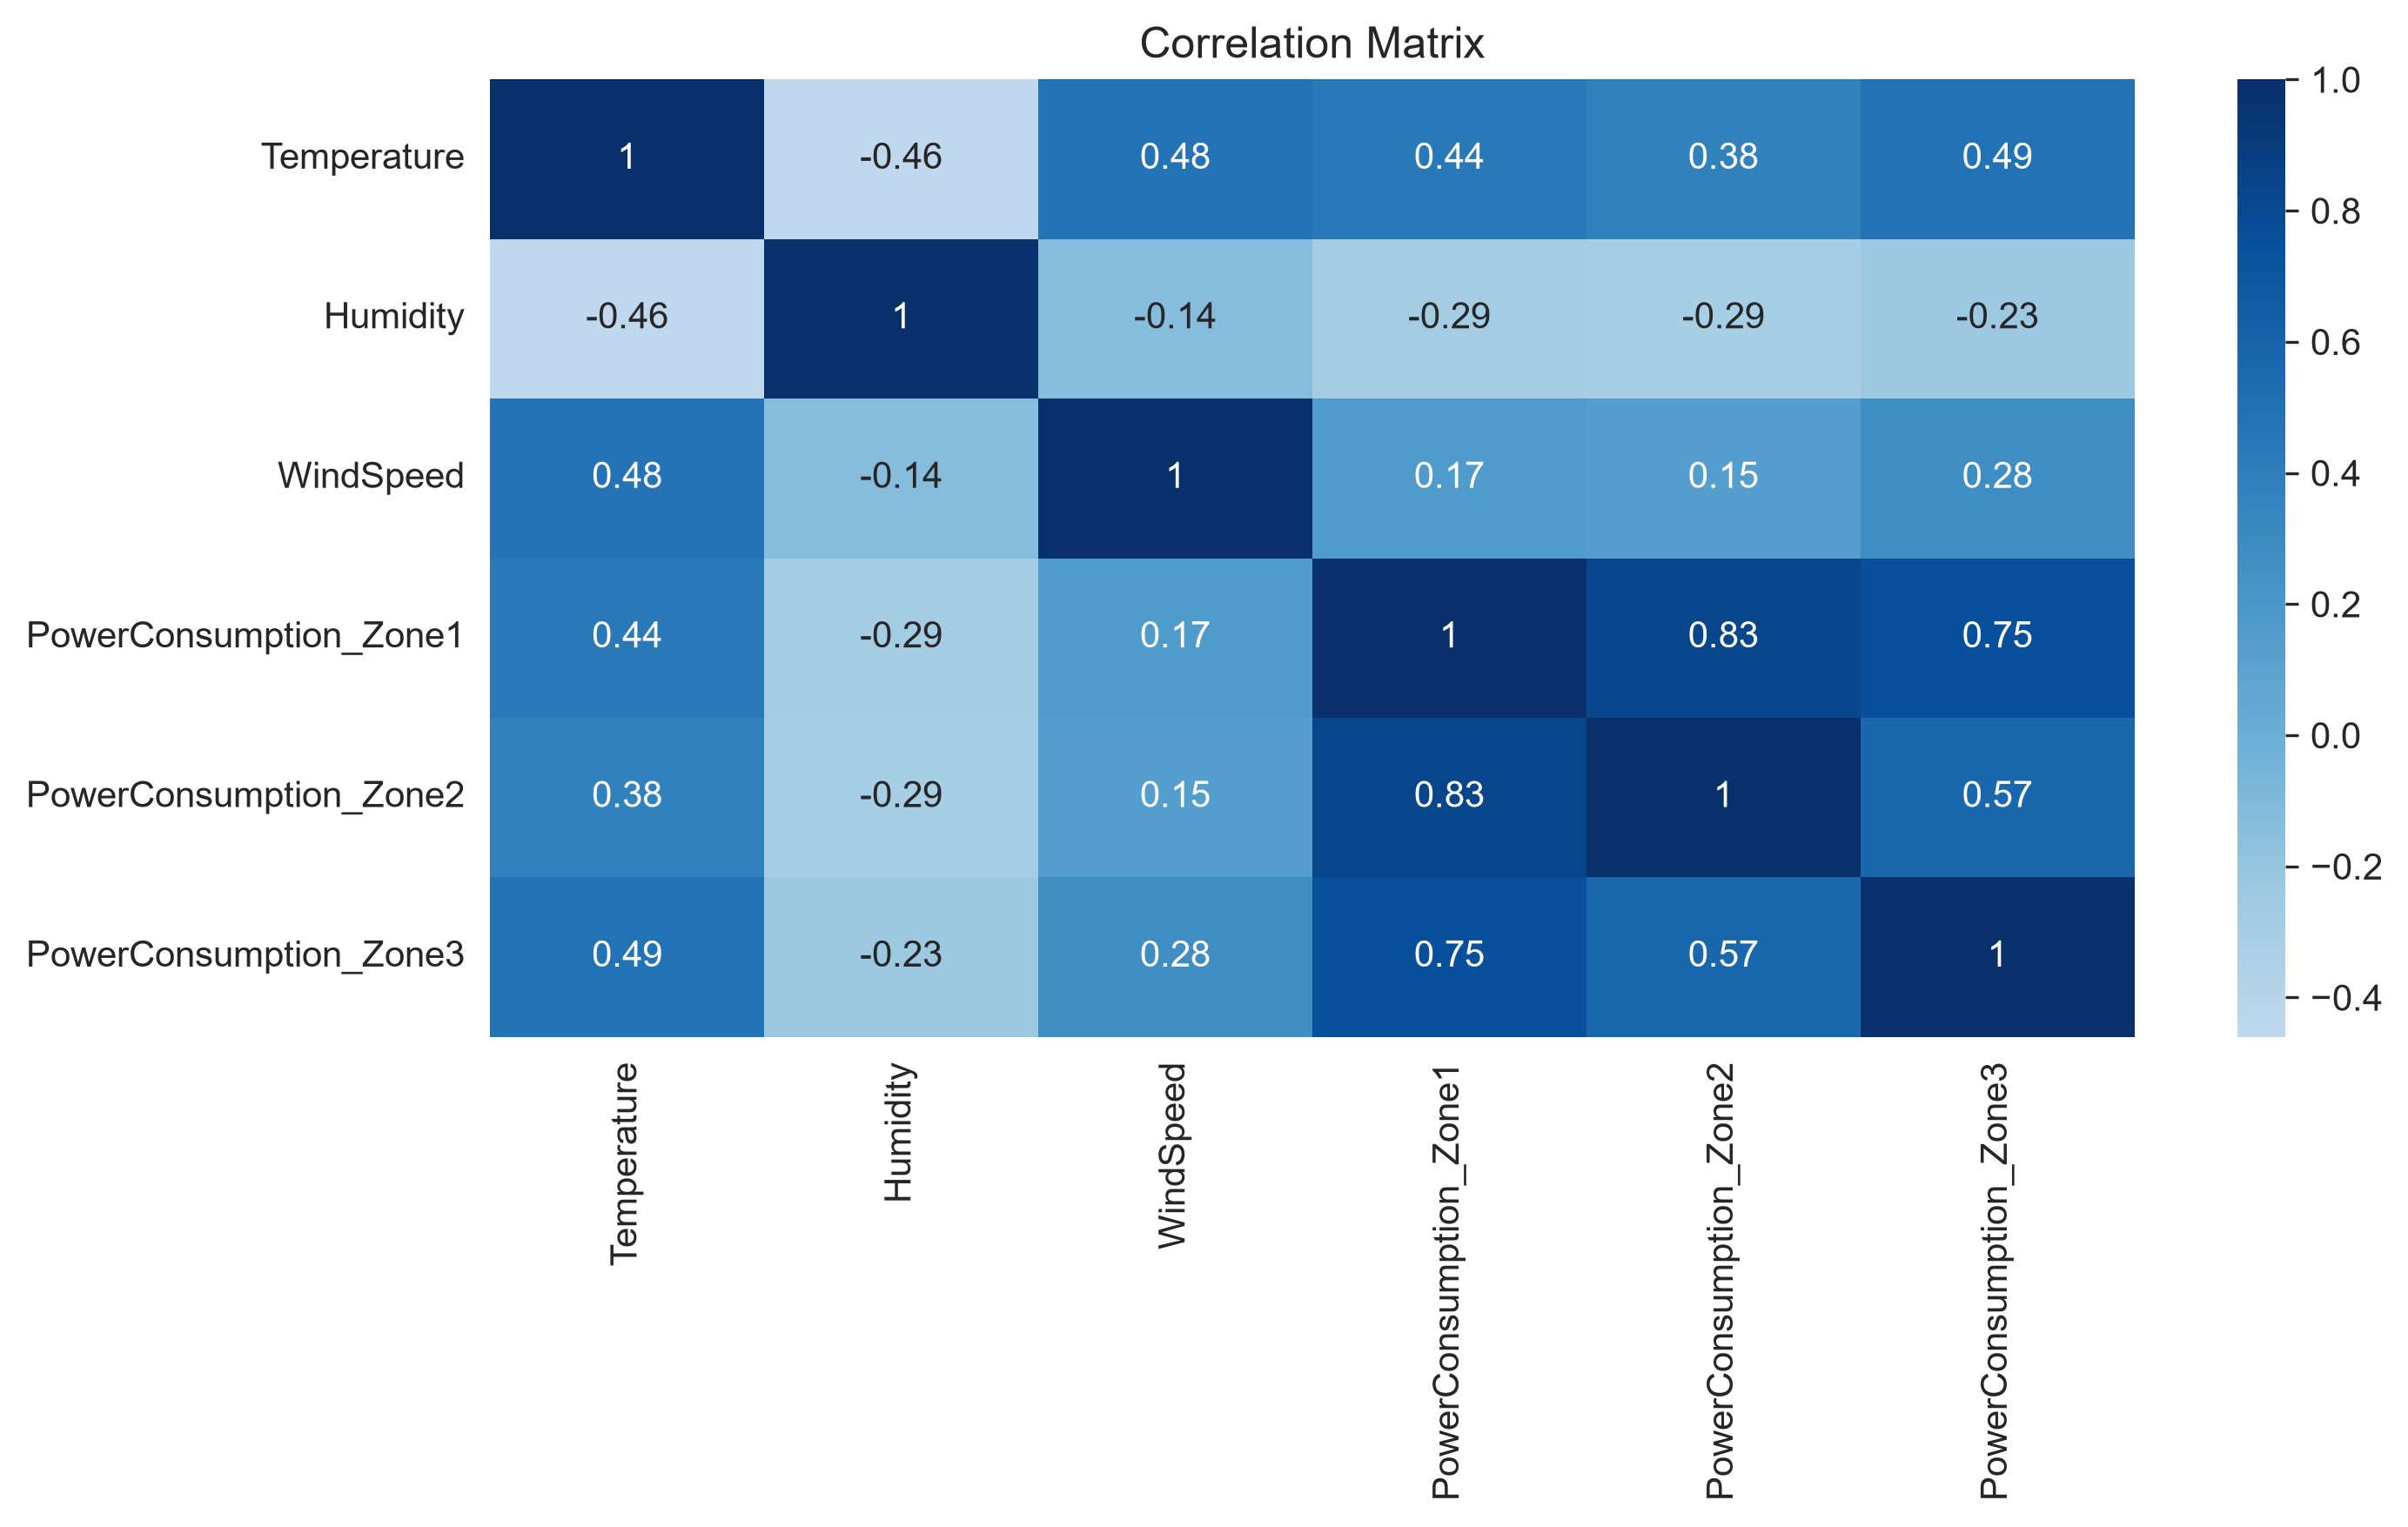 Correlation Matrix
Temperature 1 -0.46 0.48 0.44 0.38 0.49
Humidity -0.46 1 -0.14 -0.29 -0.29 -0.23
WindSpeed 0.48 -0.14 1 0.17 0.15 0.28
PowerConsumption_Zone1 0.44 -0.29 0.17 1 0.83 0.75
PowerConsumption_Zone2 0.38 -0.29 0.15 0.83 1 0.57
PowerConsumption_Zone3 0.49 -0.23 0.28 0.75 0.57 1
Temperature
Humidity
WindSpeed
PowerConsumption_Zone1
PowerConsumption_Zone2
PowerConsumption_Zone3
1.0
0.8
0.6
0.4
0.2
0.0
−0.2
−0.4